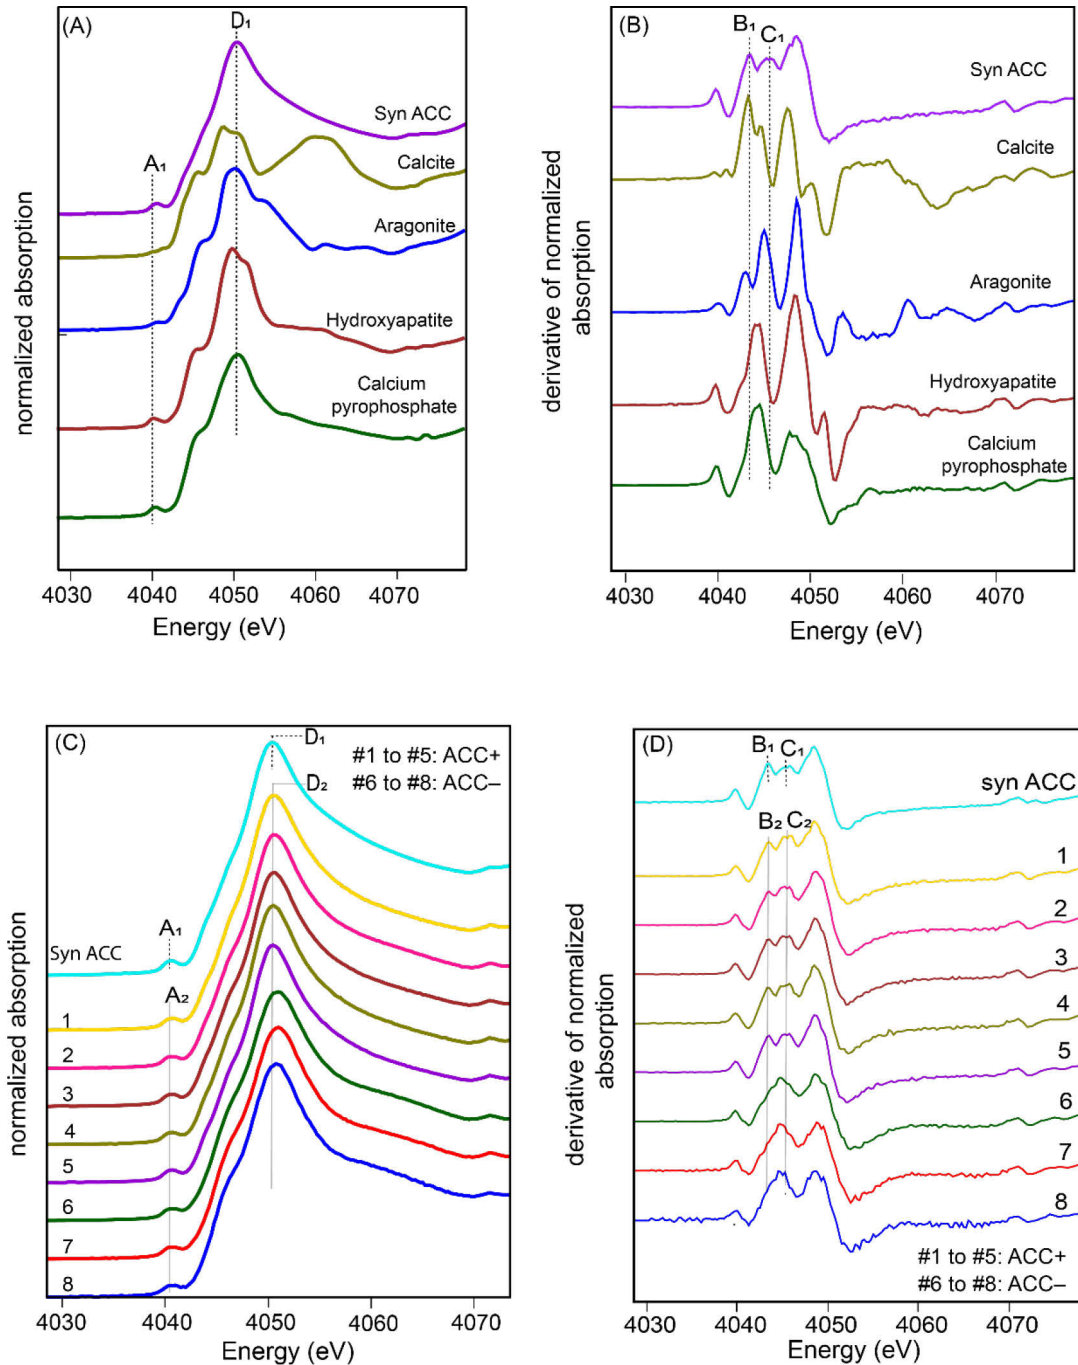 (A)
D₁
Syn ACC
A₁
Calcite
Aragonite
Hydroxyapatite
Calcium
pyrophosphate
normalized absorption
4030 4040 4050 4060 4070
Energy (eV)
(B)
B₁
C₁
Syn ACC
Calcite
Aragonite
Hydroxyapatite
Calcium
pyrophosphate
derivative of normalized
absorption
4030 4040 4050 4060 4070
Energy (eV)
(C)
D₁
#1 to #5: ACC+
D₂
#6 to #8: ACC–
A₁
Syn ACC
A₂
1
2
3
4
5
6
7
8
normalized absorption
4030 4040 4050 4060 4070
Energy (eV)
(D)
B₁ C₁
syn ACC
B₂ C₂
1
2
3
4
5
6
7
8
#1 to #5: ACC+
#6 to #8: ACC–
derivative of normalized
absorption
4030 4040 4050 4060 4070
Energy (eV)